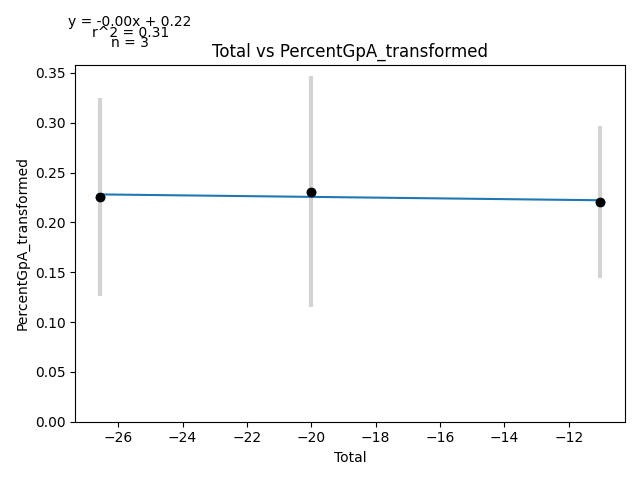 y = -0.00x + 0.22
r^2 = 0.31
n = 3
Total vs PercentGpA_transformed
0.35
0.30
0.25
0.20
0.15
0.10
0.05
0.00
PercentGpA_transformed
−26
−24
−22
−20
−18
−16
−14
−12
Total